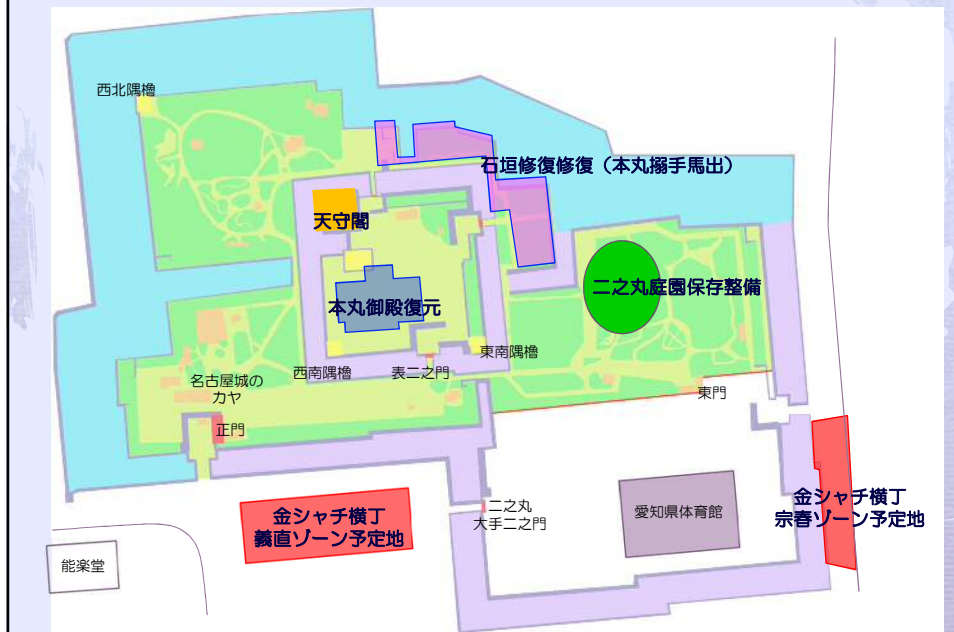 西北隅櫓
石垣修復修復（本丸搦手馬出）
天守閣
二之丸庭園保存整備
本丸御殿復元
東南隅櫓
西南隅櫓
表二之門
名古屋城の
カヤ
東門
正門
金シャチ横丁
義直ゾーン予定地
二之丸
大手二之門
愛知県体育館
金シャチ横丁
宗春ゾーン予定地
能楽堂